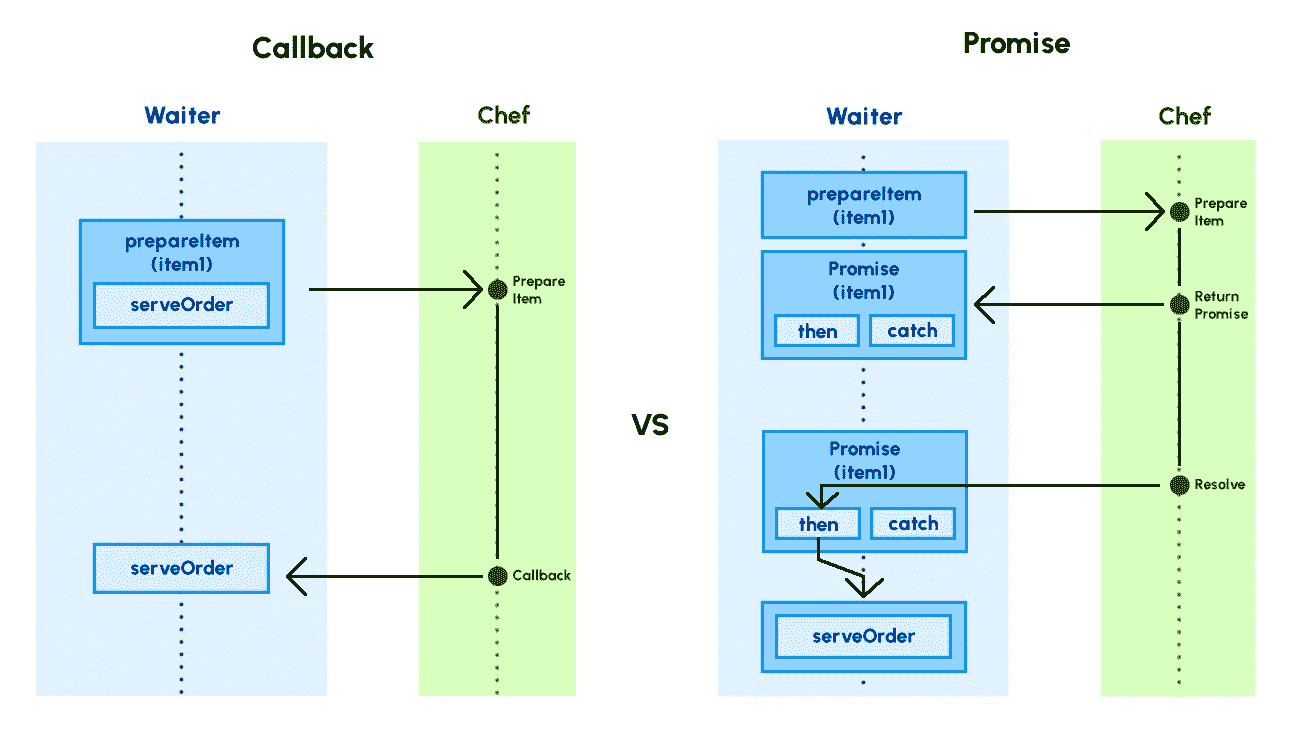 Callback
Waiter
Chef
prepareItem
(item1)
serveOrder
Prepare
Item
serveOrder
Callback
VS
Promise
Waiter
Chef
prepareItem
(item1)
Prepare
Item
Promise
(item1)
then
catch
Return
Promise
Promise
(item1)
then
catch
Resolve
serveOrder